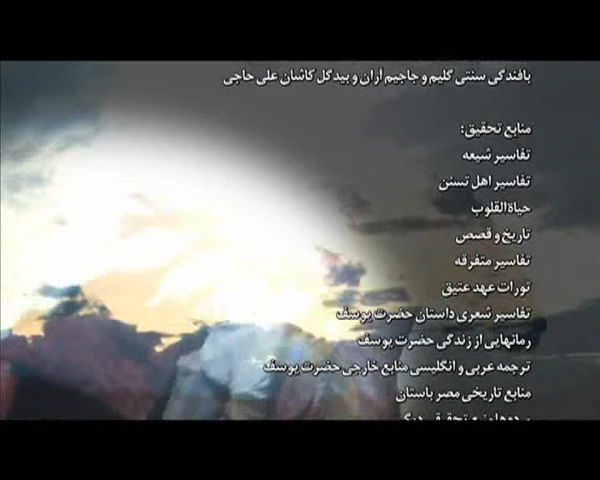 بافندگی سنتی گلیم و جاجیم آران و بیدگل کاشان علی حاجی
منابع تحقیق:
تفاسیر شیعه
تفاسیر اهل تسنن
حیاةالقلوب
تاریخ و قصص
تفاسیر متفرقه
تورات عهد عتیق
تفاسیر شعری داستان حضرت یوسف
رمانهایی از زندگی حضرت یوسف
ترجمه عربی و انگلیسی منابع خارجی حضرت یوسف
منابع تاریخی مصر باستان